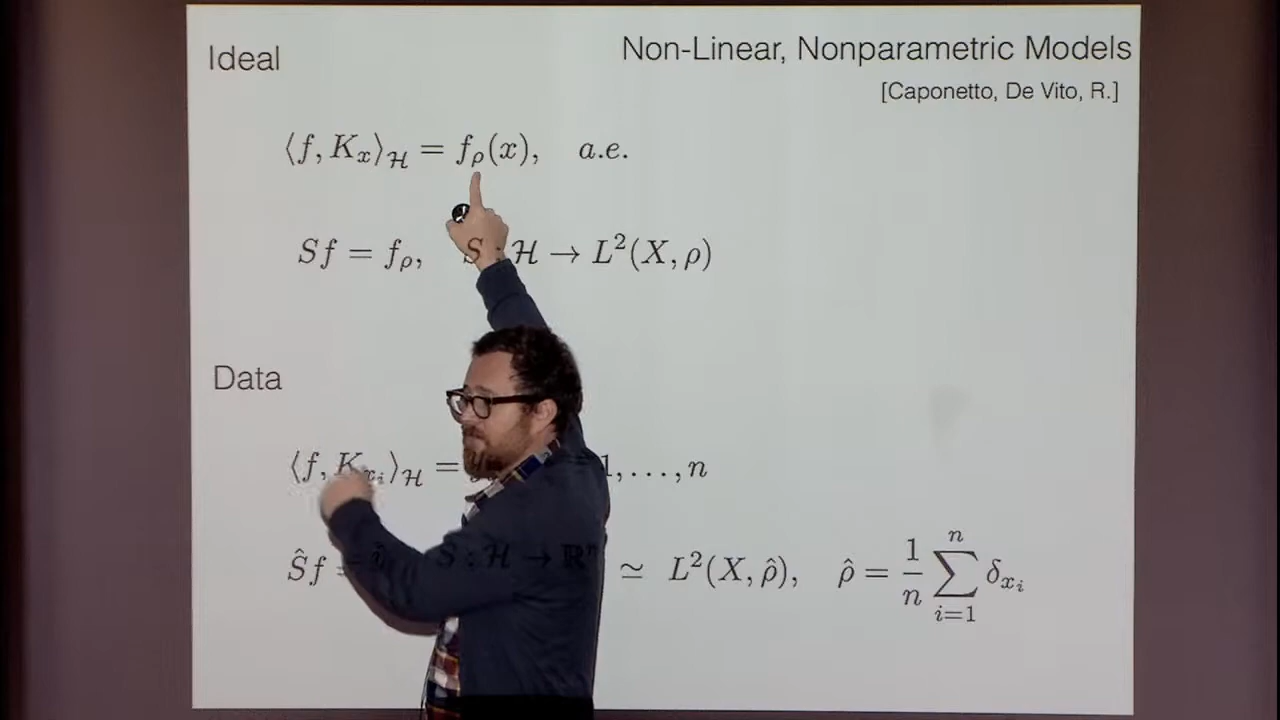 Ideal
Non-Linear, Nonparametric Models
[Caponetto, De Vito, R.]
⟨f, K_x⟩_ℋ = f_ρ(x), a.e.
Sf = f_ρ, S : ℋ → L²(X, ρ)
Data
⟨f, K_{x_i}⟩_ℋ = 1, . . . , n
Ŝf S : ℋ → ℝⁿ ≃ L²(X, ρ̂), ρ̂ = 1/n ∑_{i=1}^{n} δ_{x_i}